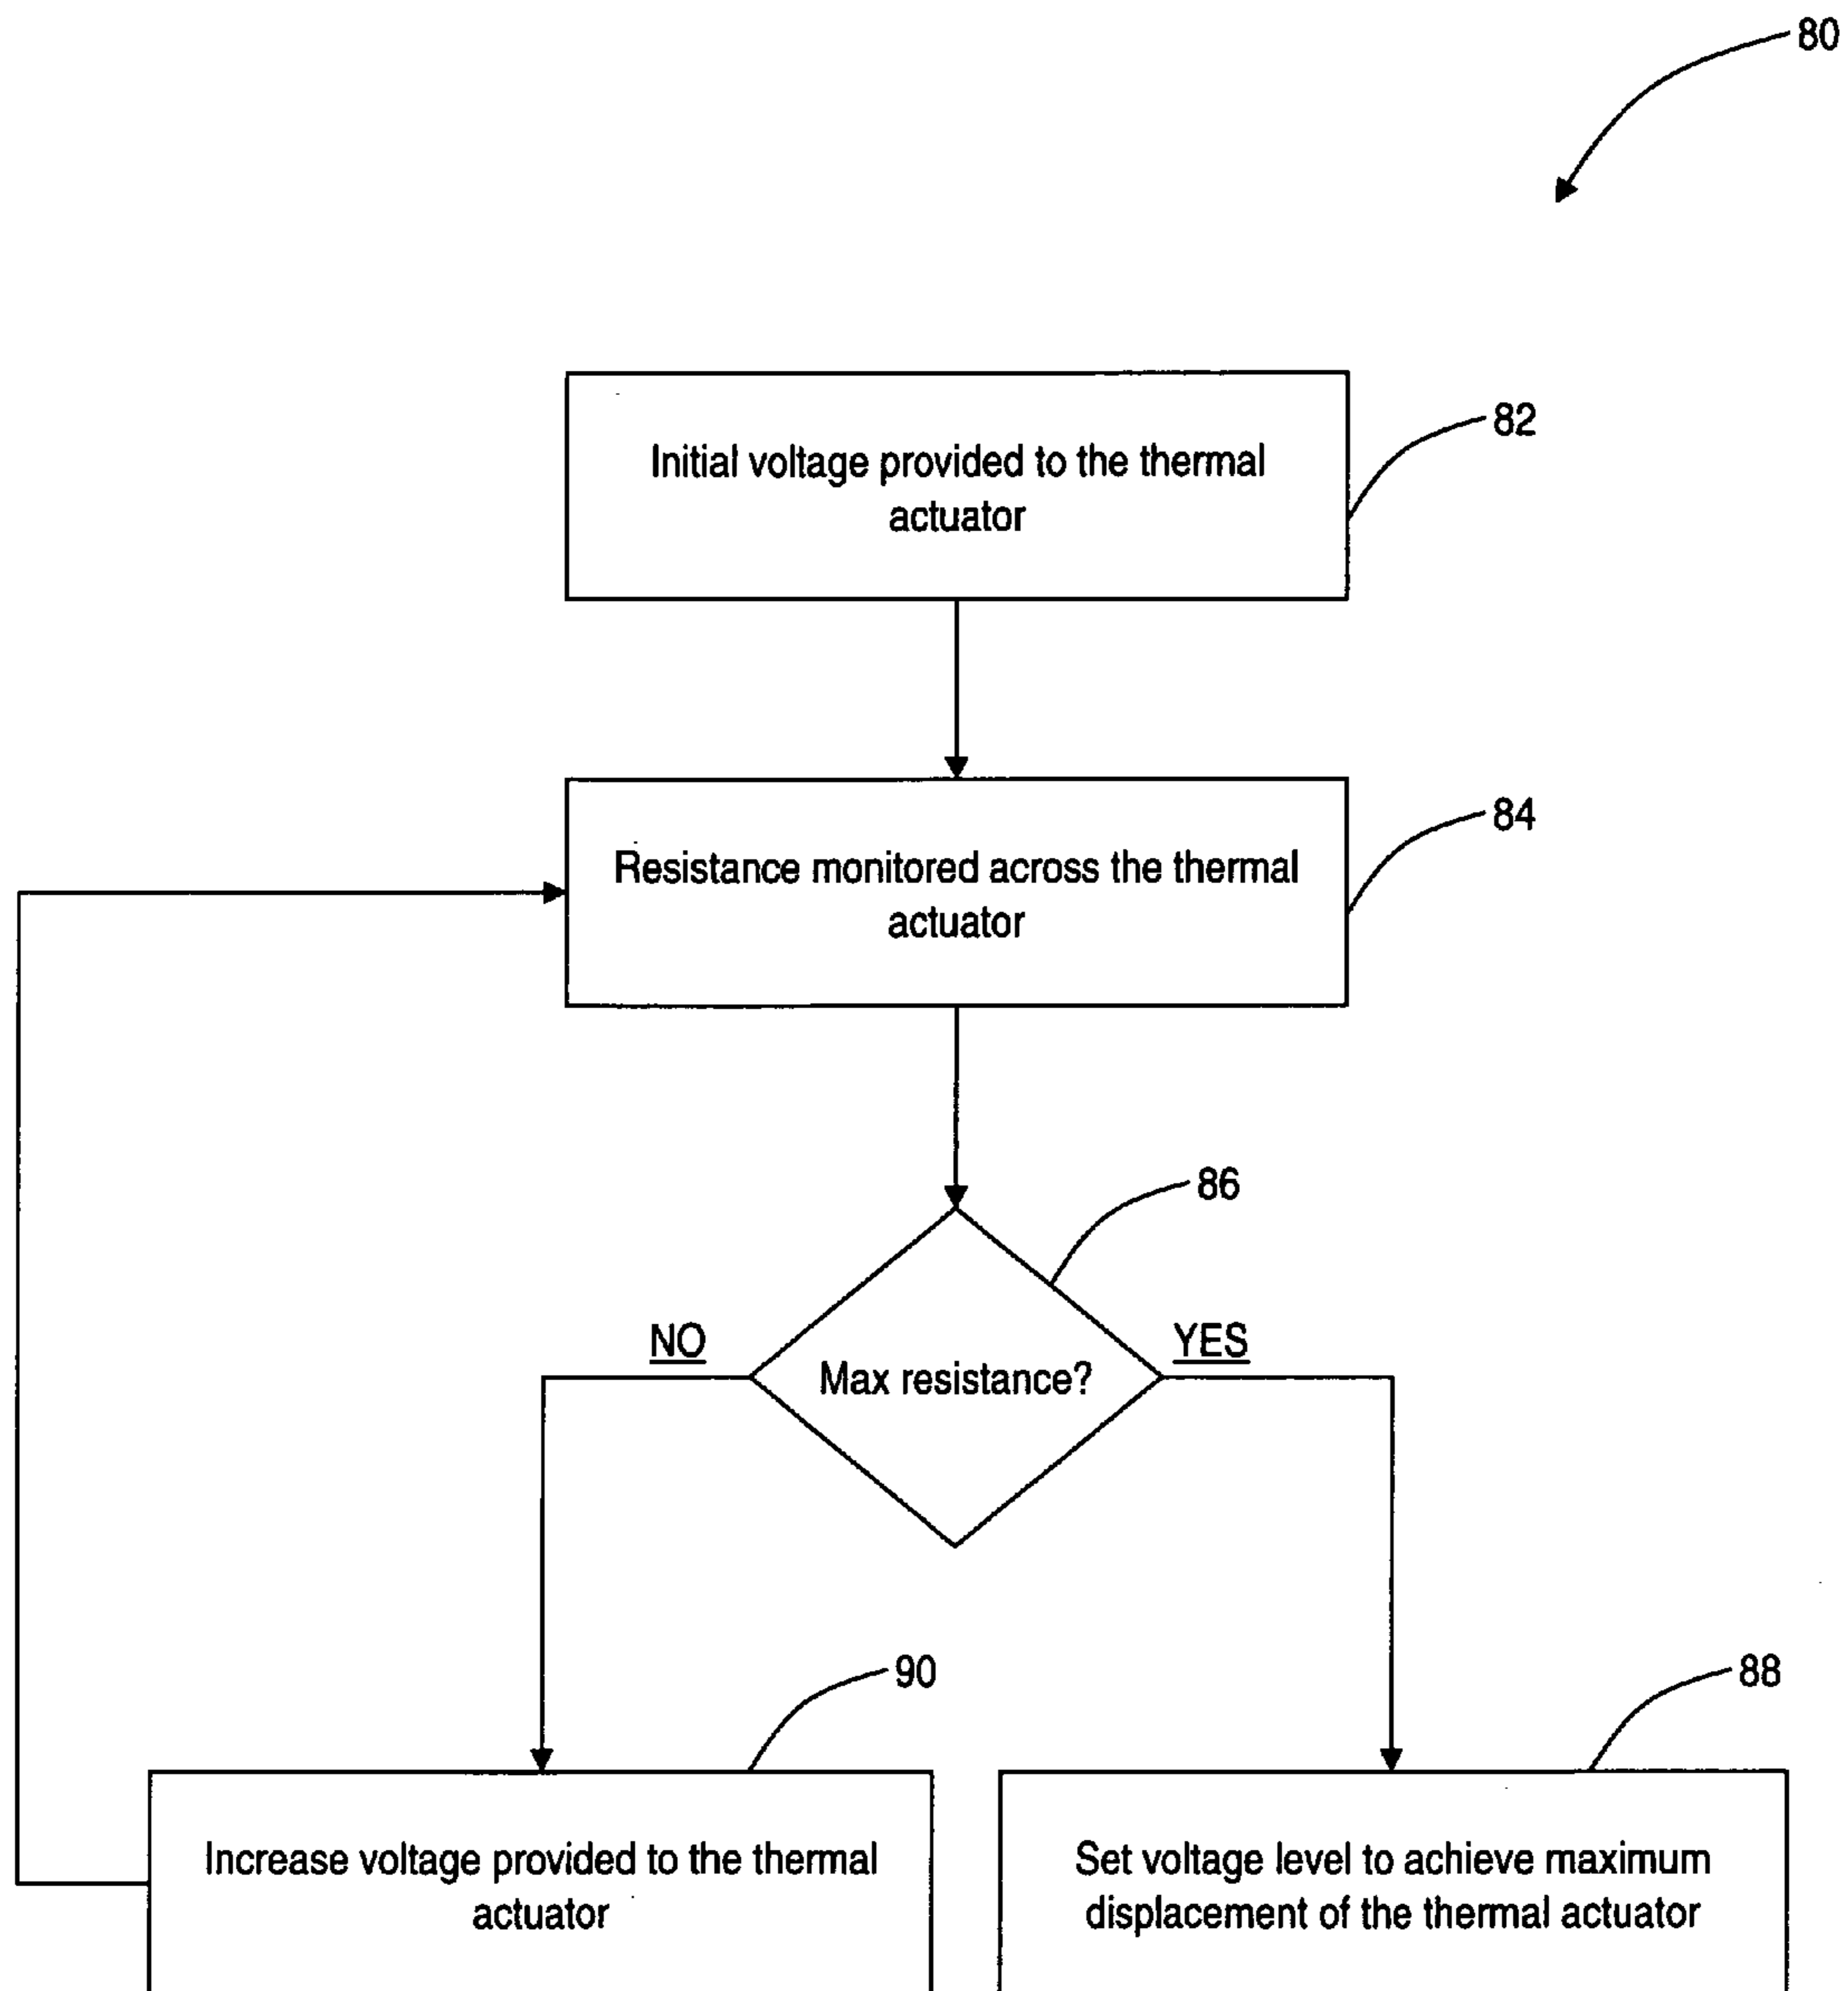 80
Initial voltage provided to the thermal
actuator
82
Resistance monitored across the thermal
actuator
84
86
NO
YES
Max resistance?
90
88
Increase voltage provided to the thermal
actuator
Set voltage level to achieve maximum
displacement of the thermal actuator